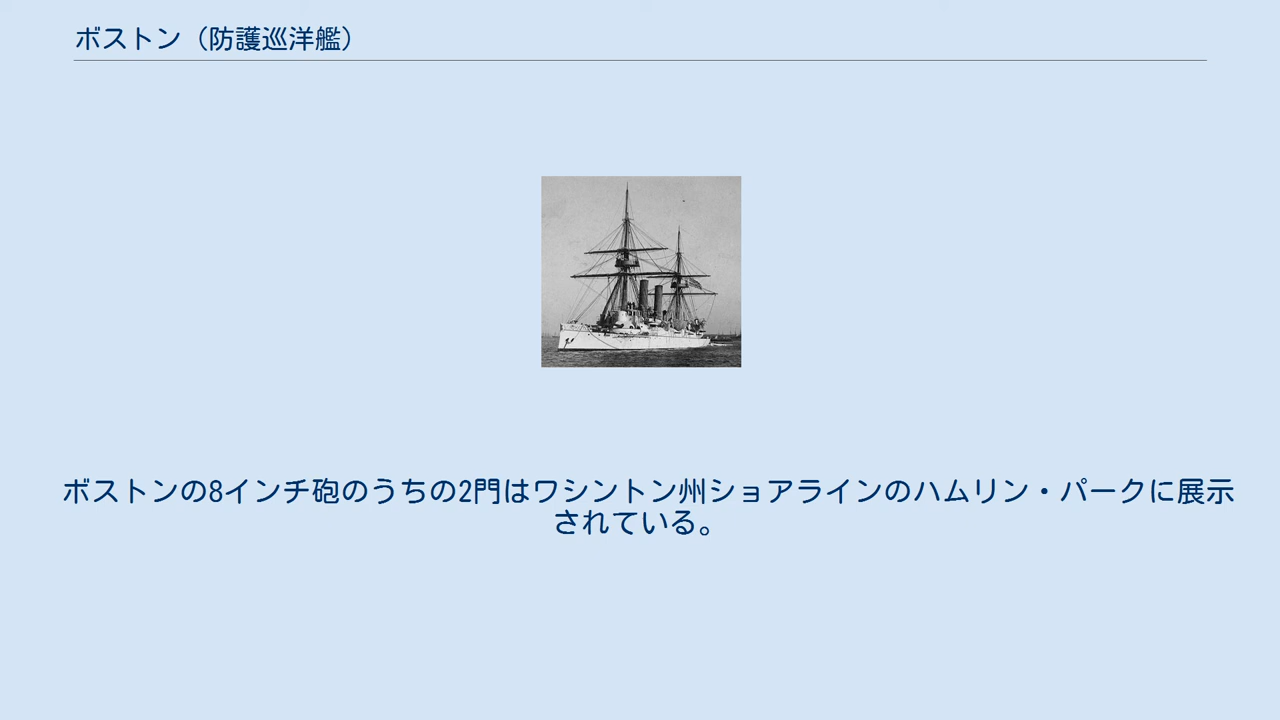 ボストン（防護巡洋艦）
ボストンの8インチ砲のうちの2門はワシントン州ショアラインのハムリン・パークに展示
されている。